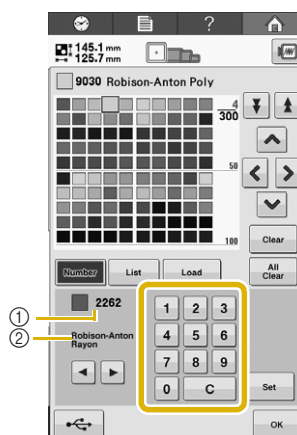 ?
145.1 mm
125.7 mm
9030 Robison-Anton Poly
4
300
50
100
Clear
Number
List
Load
All
Clear
① 2262
② Robison-Anton
Rayon
1 2 3
4 5 6
7 8 9
0 C
Set
OK